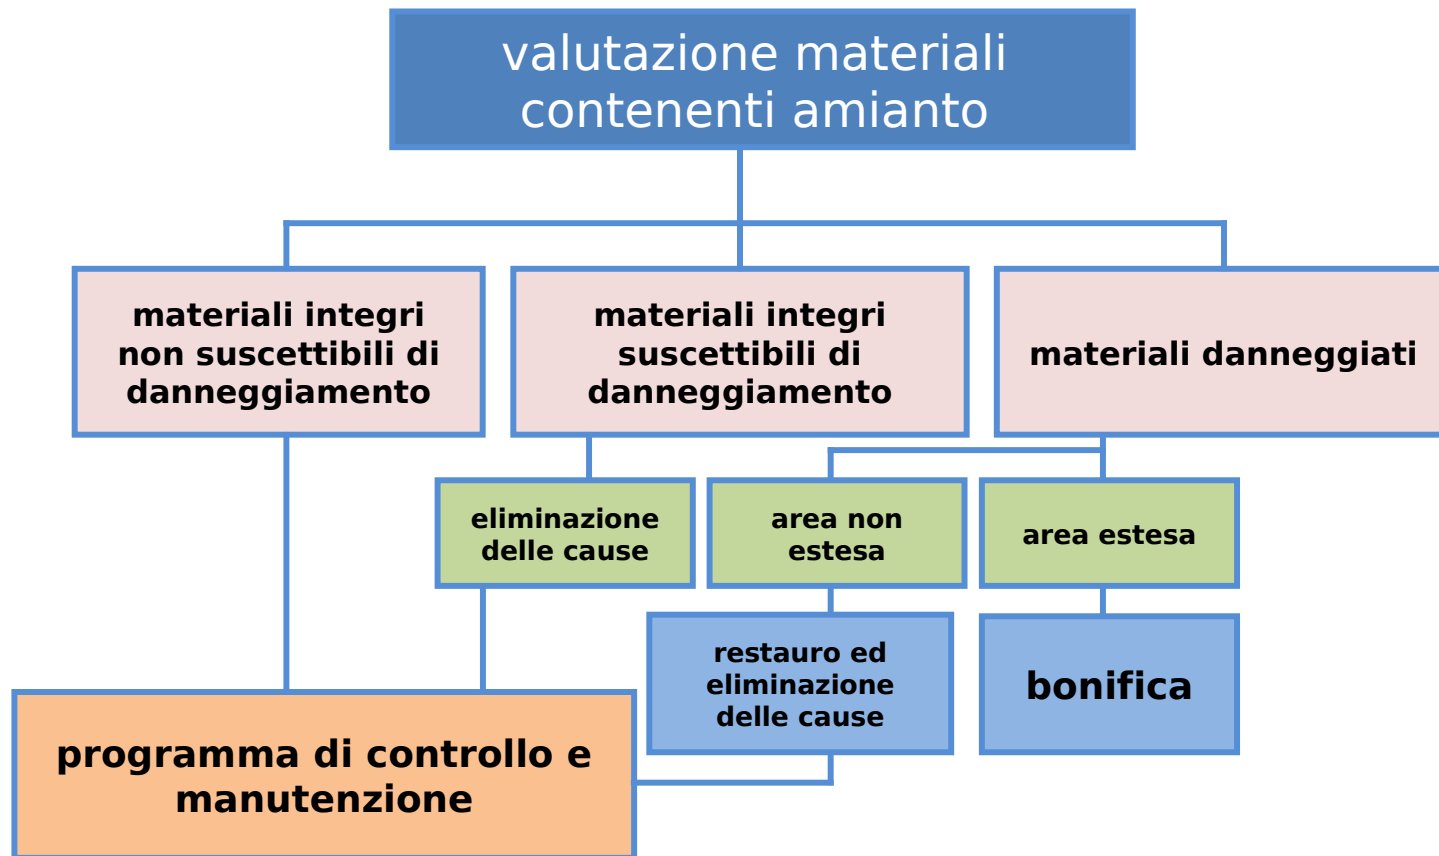 valutazione materiali
contenenti amianto
materiali integri
non suscettibili di
danneggiamento
materiali integri
suscettibili di
danneggiamento
materiali danneggiati
eliminazione
delle cause
area non
estesa
area estesa
restauro ed
eliminazione
delle cause
bonifica
programma di controllo e
manutenzione